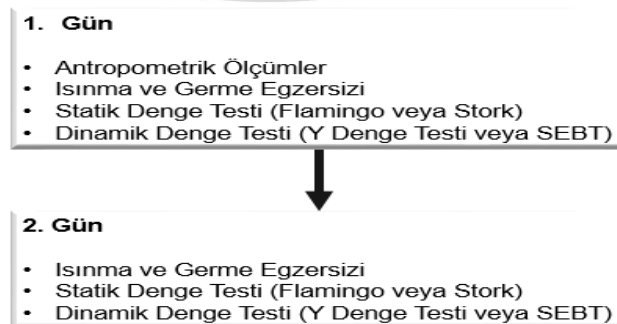 1. Gün
• Antropometrik Ölçümler
• Isınma ve Germe Egzersizi
• Statik Denge Testi (Flamingo veya Stork)
• Dinamik Denge Testi (Y Denge Testi veya SEBT)
2. Gün
• Isınma ve Germe Egzersizi
• Statik Denge Testi (Flamingo veya Stork)
• Dinamik Denge Testi (Y Denge Testi veya SEBT)